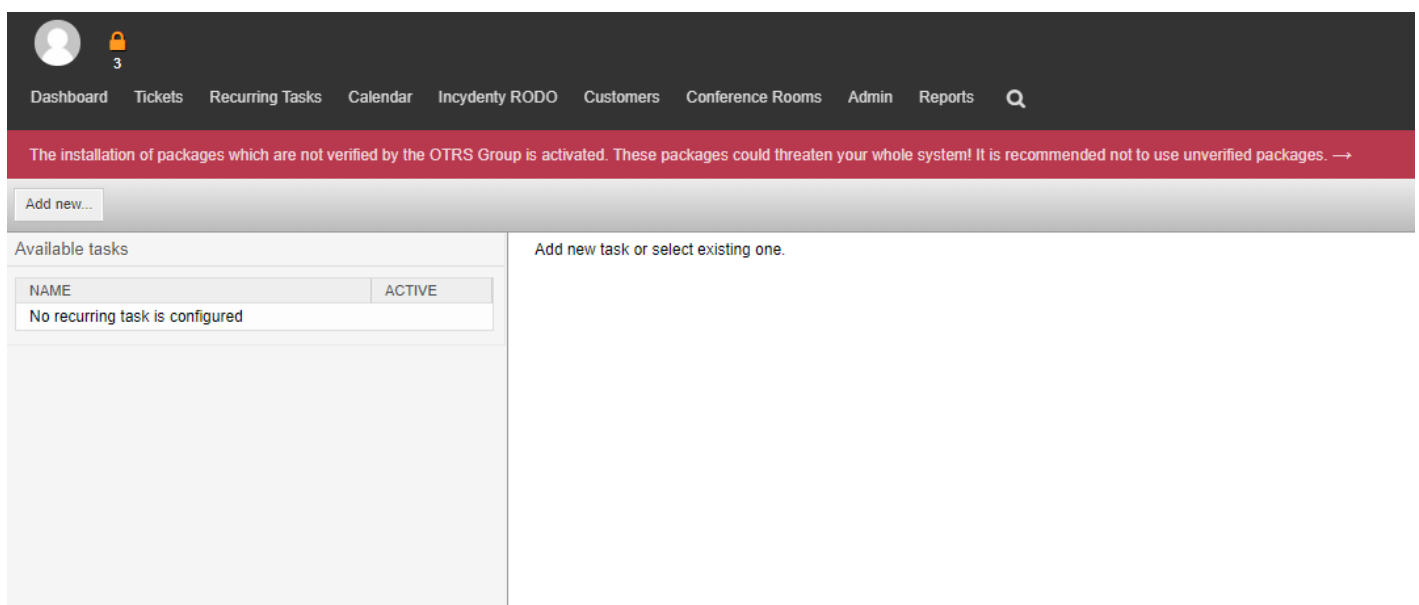 3
Dashboard Tickets Recurring Tasks Calendar Incydenty RODO Customers Conference Rooms Admin Reports
The installation of packages which are not verified by the OTRS Group is activated. These packages could threaten your whole system! It is recommended not to use unverified packages. →
Add new...
Available tasks
Add new task or select existing one.
NAME ACTIVE
No recurring task is configured